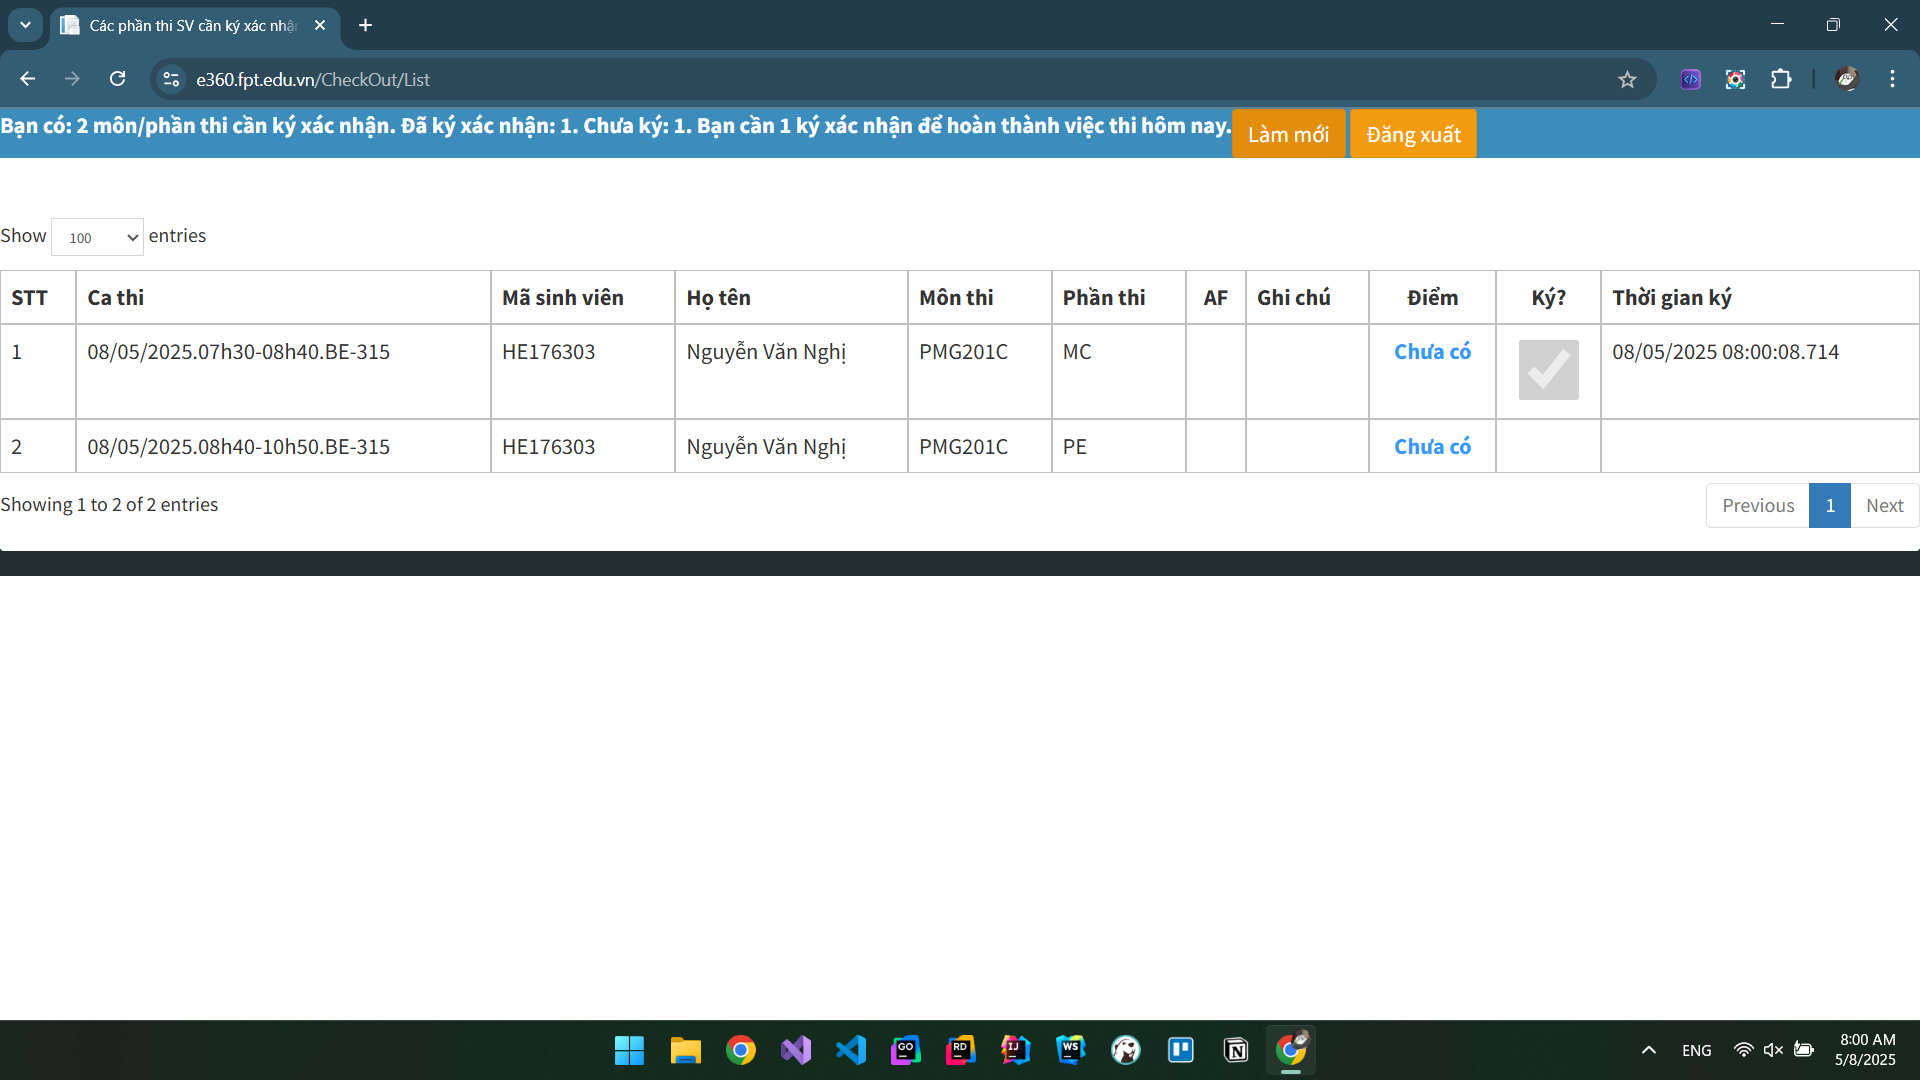 Các phần thi SV cần ký xác nhận
e360.fpt.edu.vn/CheckOut/List
Bạn có: 2 môn/phần thi cần ký xác nhận. Đã ký xác nhận: 1. Chưa ký: 1. Bạn cần 1 ký xác nhận để hoàn thành việc thi hôm nay. Làm mới Đăng xuất
Show 100 entries
STT Ca thi Mã sinh viên Họ tên Môn thi Phần thi AF Ghi chú Điểm Ký? Thời gian ký
1 08/05/2025.07h30-08h40.BE-315 HE176303 Nguyễn Văn Nghị PMG201C MC Chưa có 08/05/2025 08:00:08.714
2 08/05/2025.08h40-10h50.BE-315 HE176303 Nguyễn Văn Nghị PMG201C PE Chưa có
Showing 1 to 2 of 2 entries Previous 1 Next
GO RD IJ WS
ENG 8:00 AM
5/8/2025